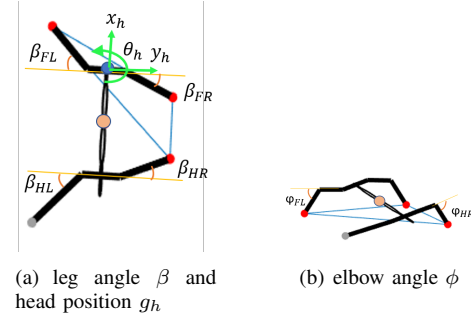 x_h
θ_h y_h
β_FL
β_FR
β_HL
β_HR
φ_FL
φ_HR
(a) leg angle β and
head position g_h
(b) elbow angle ϕ